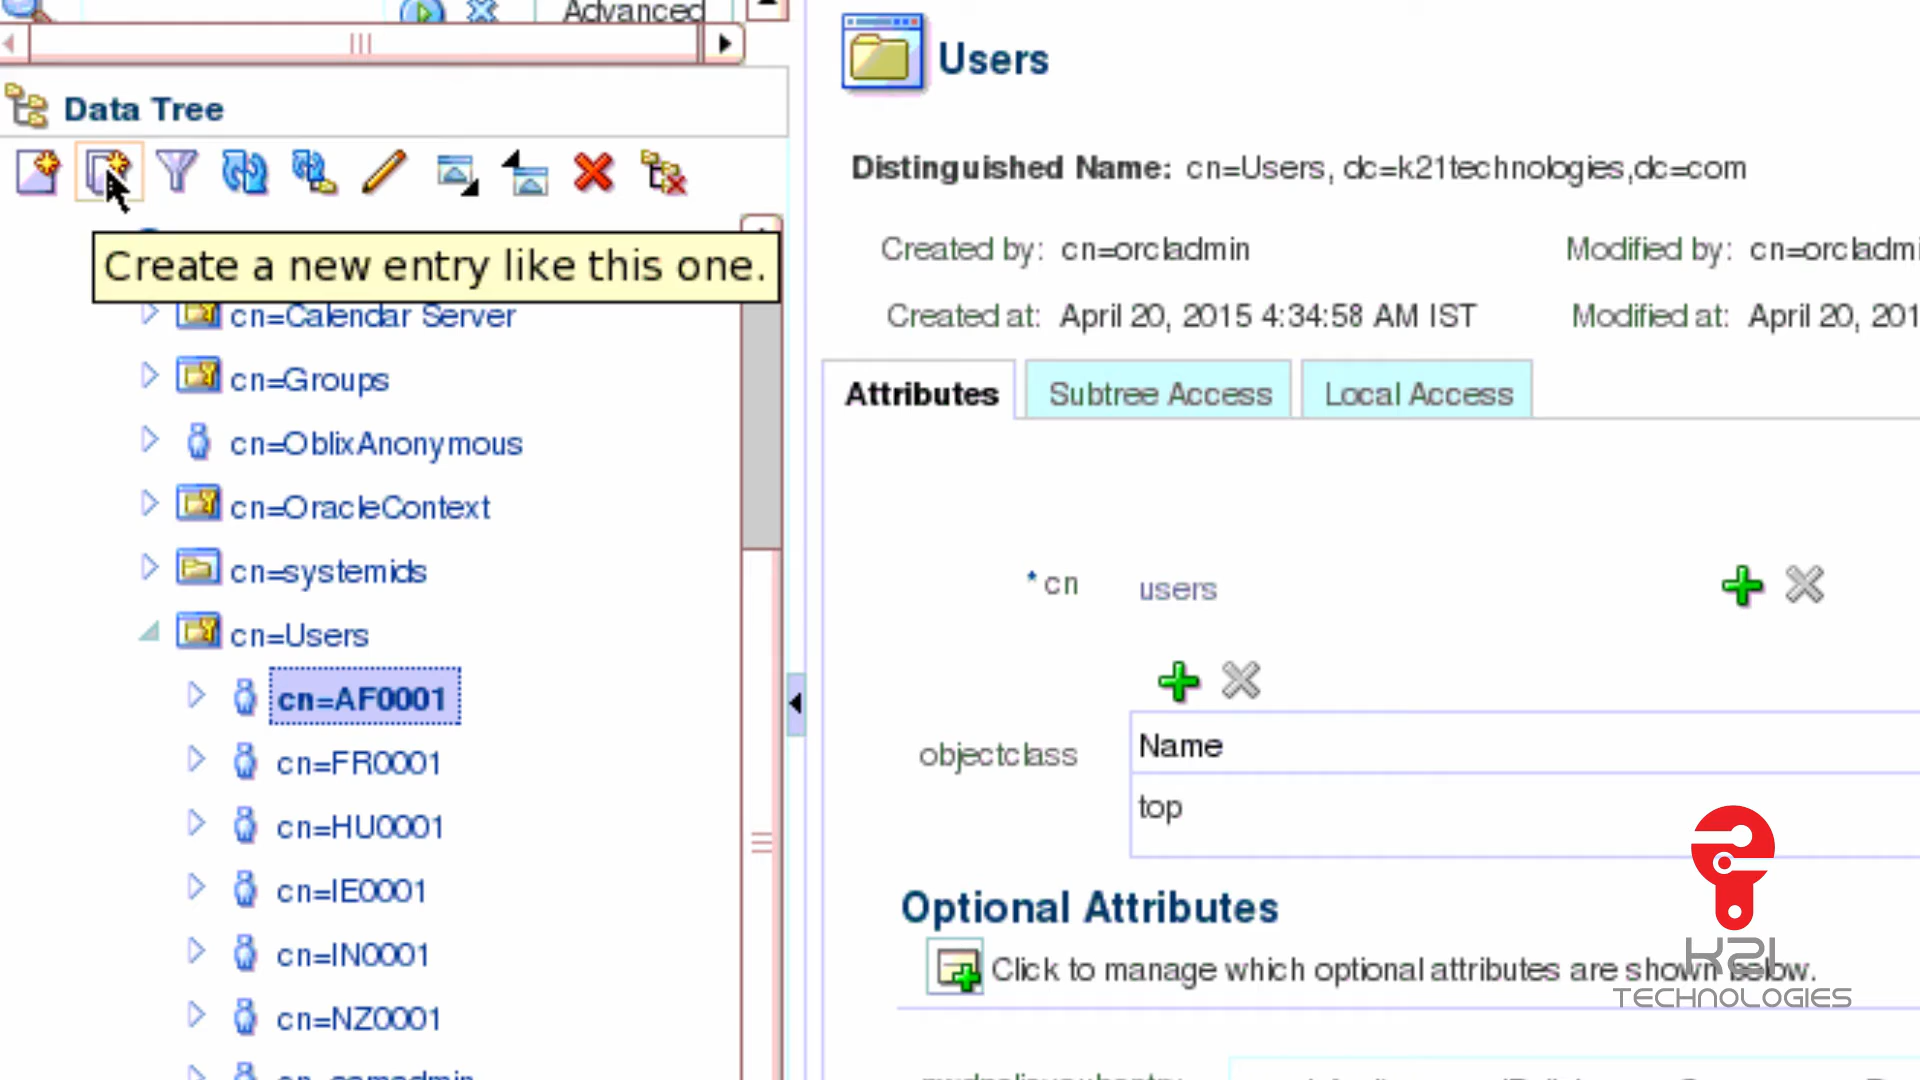 Advanced
Data Tree
Create a new entry like this one.
cn=Calendar Server
cn=Groups
cn=OblixAnonymous
cn=OracleContext
cn=systemids
cn=Users
cn=AF0001
cn=FR0001
cn=HU0001
cn=IE0001
cn=IN0001
cn=NZ0001
Users
Distinguished Name: cn=Users, dc=k21technologies,dc=com
Created by: cn=orcladmin Modified by: cn=orcladmi
Created at: April 20, 2015 4:34:58 AM IST Modified at: April 20, 201
Attributes Subtree Access Local Access
* cn users
objectclass
Name
top
Optional Attributes
Click to manage which optional attributes are shown below.
K21
TECHNOLOGIES